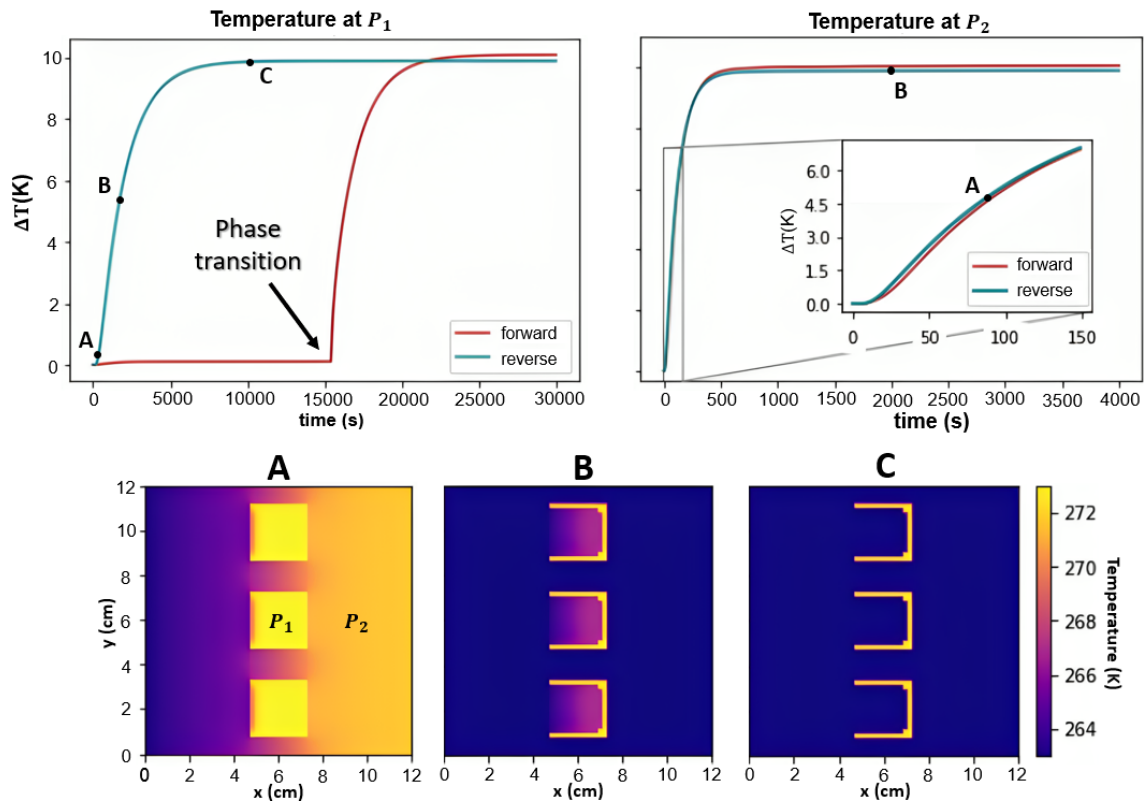 Temperature at P₁
ΔT(K)
10
8
6
4
2
0
A
B
C
Phase
transition
forward
reverse
0 5000 10000 15000 20000 25000 30000
time (s)
Temperature at P₂
B
A
ΔT(K)
6.0
4.5
3.0
1.5
0.0
forward
reverse
0 50 100 150
0 500 1000 1500 2000 2500 3000 3500 4000
time (s)
A
y (cm)
12
10
8
6
4
2
0
P₁ P₂
0 2 4 6 8 10 12
x (cm)
B
0 2 4 6 8 10 12
x (cm)
C
0 2 4 6 8 10 12
x (cm)
272
270
268
266
264
Temperature (K)